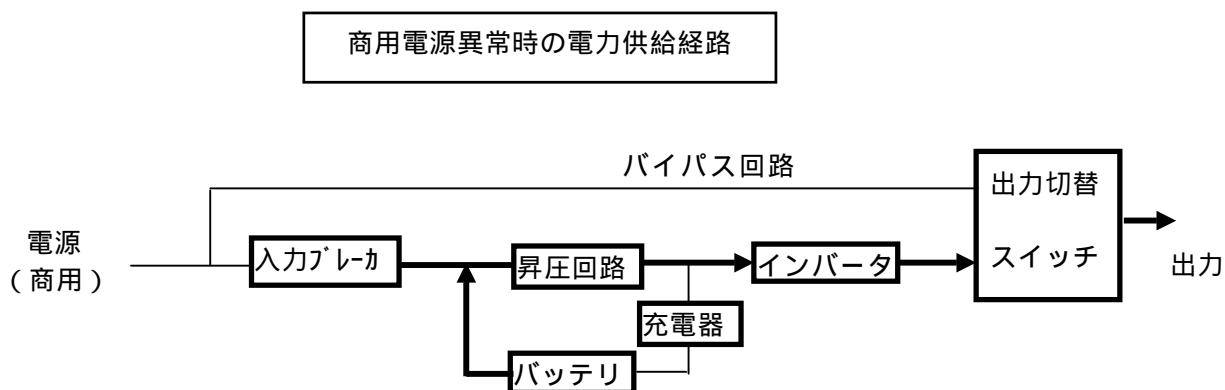 商用電源異常時の電力供給経路
バイパス回路
出力切替
スイッチ
電源
(商用)
入力ブレーカ
昇圧回路
インバータ
出力
充電器
バッテリ